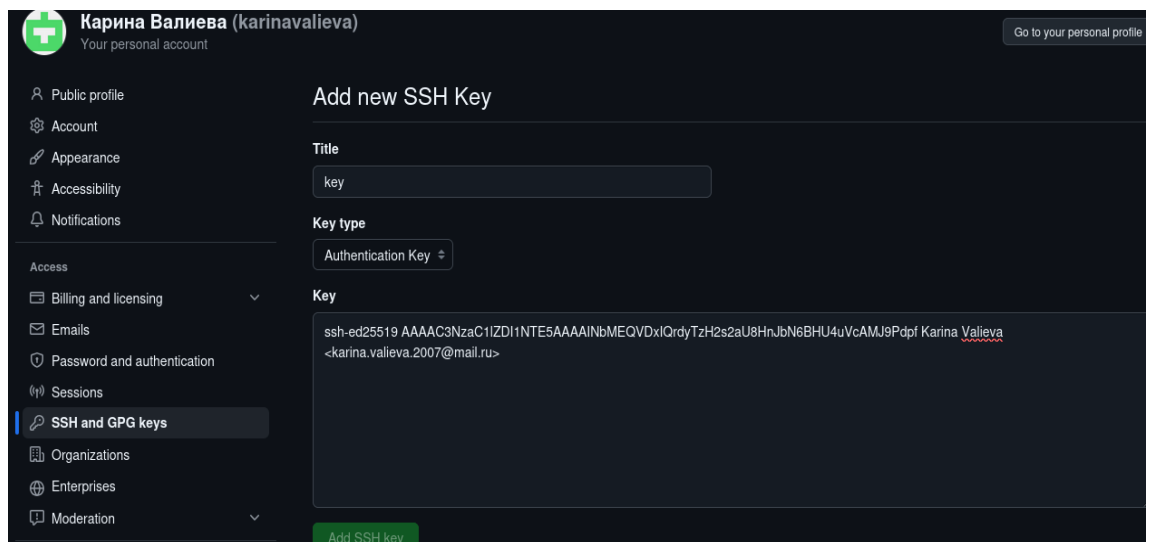 Карина Валиева (karinavalieva)
Your personal account
Go to your personal profile
Public profile
Account
Appearance
Accessibility
Notifications
Access
Billing and licensing
Emails
Password and authentication
Sessions
SSH and GPG keys
Organizations
Enterprises
Moderation
Add new SSH Key
Title
key
Key type
Authentication Key
Key
ssh-ed25519 AAAAC3NzaC1lZDI1NTE5AAAAINbMEQVDxIQrdyTzH2s2aU8HnJbN6BHU4uVcAMJ9Pdpf Karina Valieva
<karina.valieva.2007@mail.ru>
Add SSH key